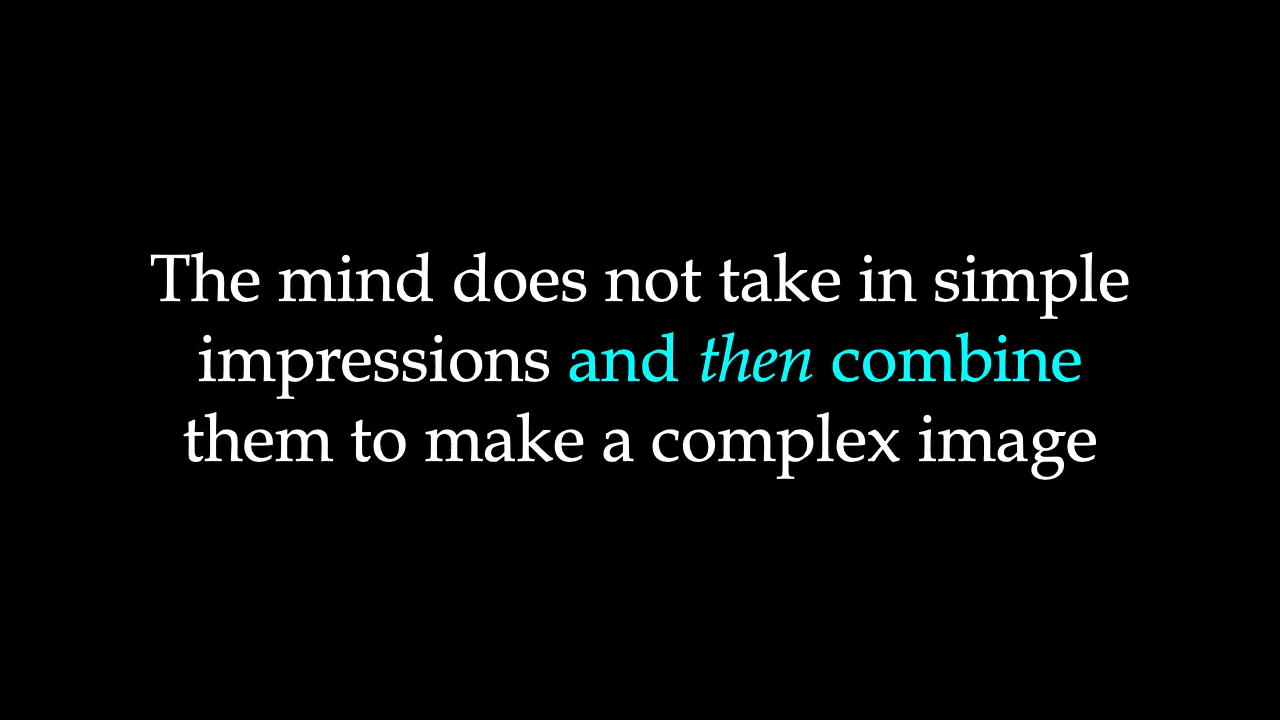 The mind does not take in simple
impressions and then combine
them to make a complex image